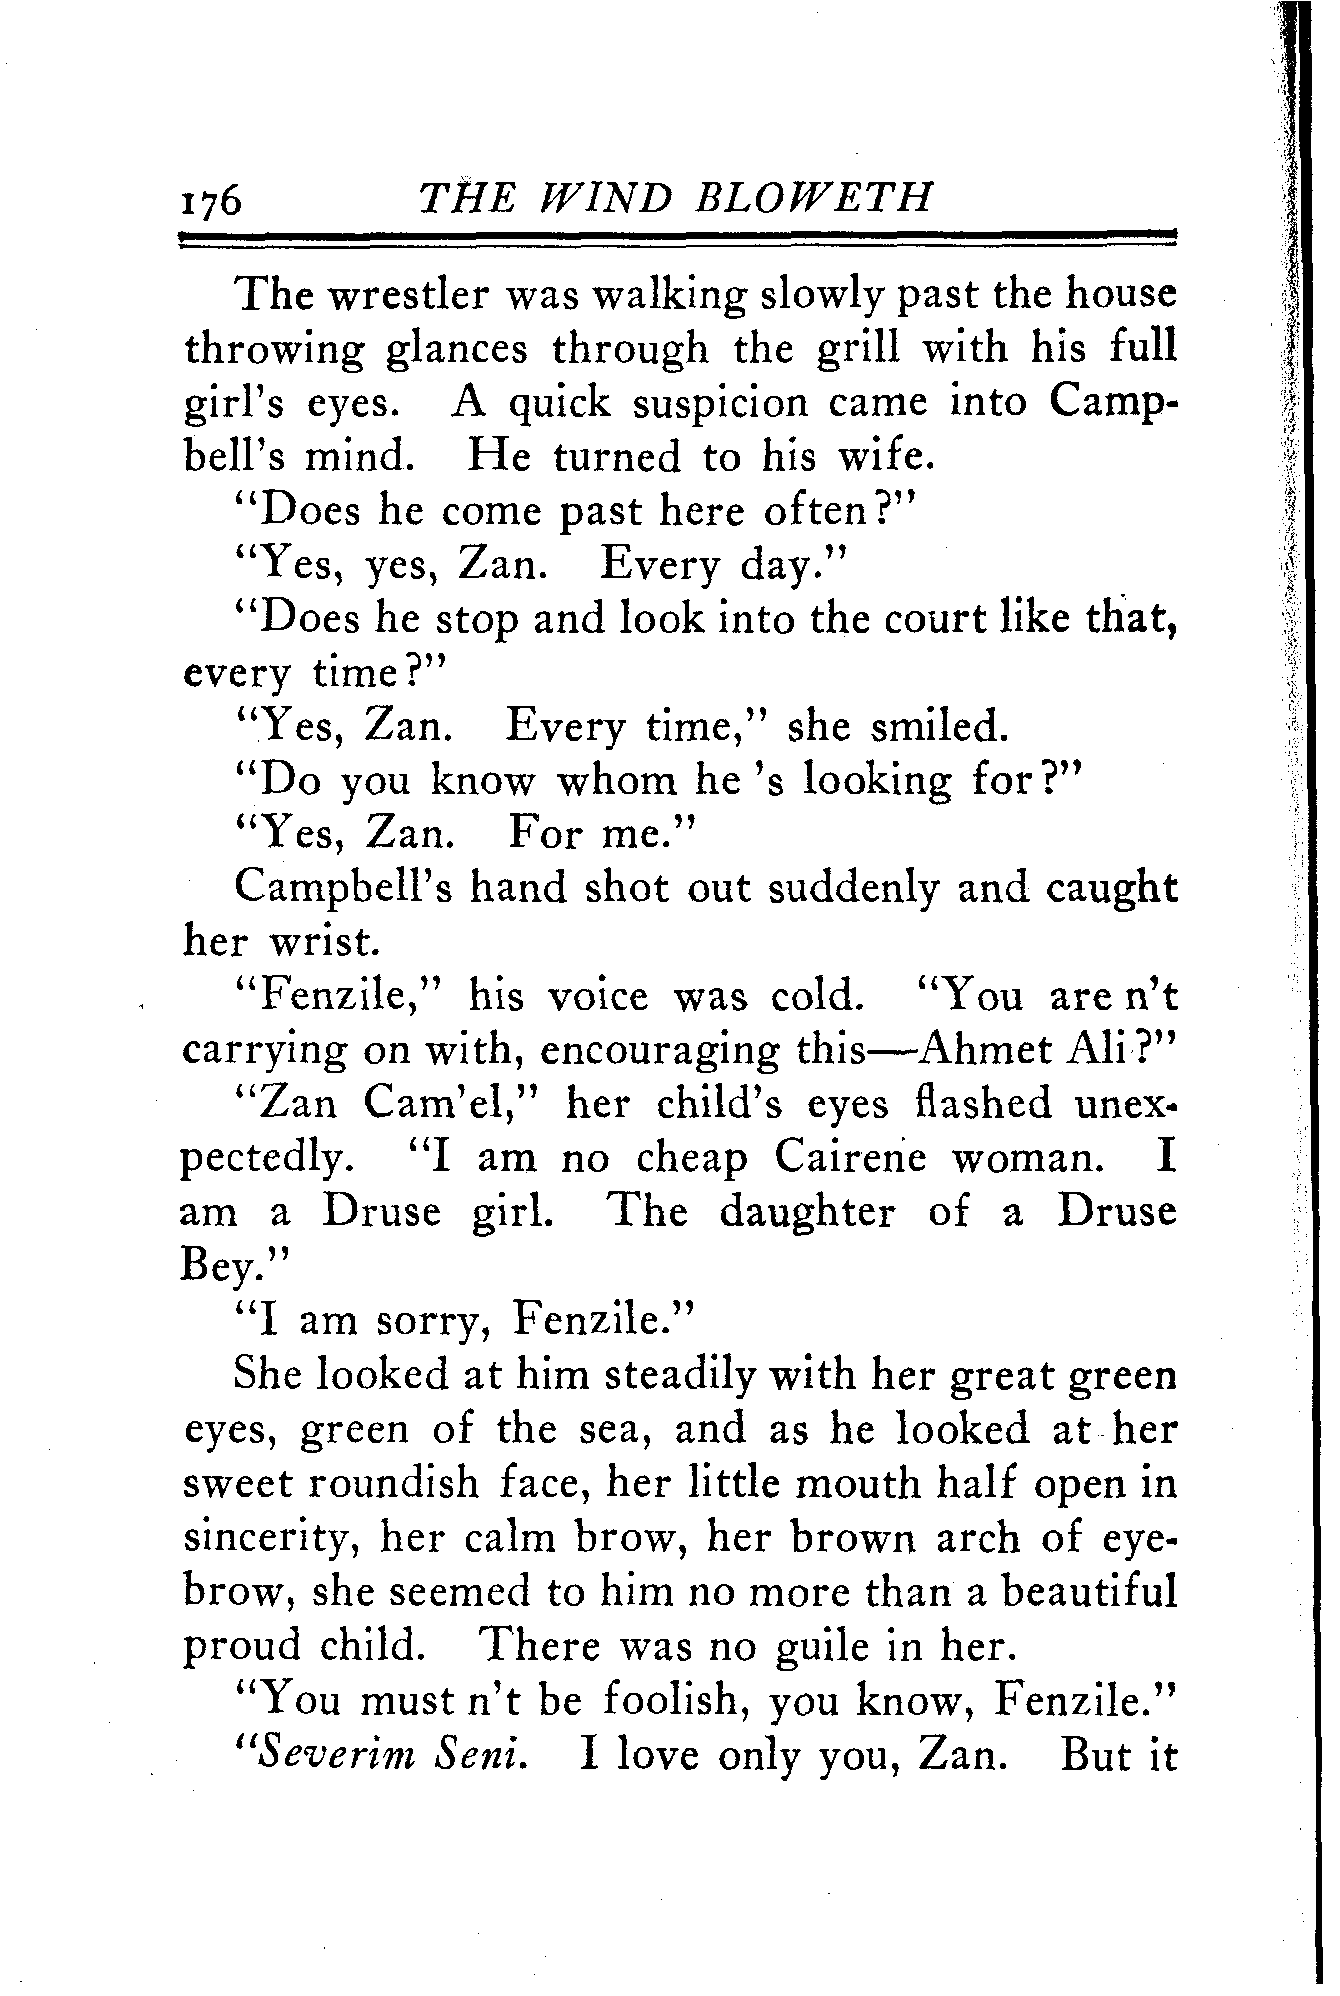 176 THE WIND BLOWETH
The wrestler was walking slowly past the house
throwing glances through the grill with his full
girl's eyes. A quick suspicion came into Camp-
bell's mind. He turned to his wife.
"Does he come past here often?"
"Yes, yes, Zan. Every day."
"Does he stop and look into the court like that,
every time?"
"Yes, Zan. Every time," she smiled.
"Do you know whom he 's looking for?"
"Yes, Zan. For me."
Campbell's hand shot out suddenly and caught
her wrist.
"Fenzile," his voice was cold. "You are n't
carrying on with, encouraging this—Ahmet Ali?"
"Zan Cam'el," her child's eyes flashed unex-
pectedly. "I am no cheap Cairene woman. I
am a Druse girl. The daughter of a Druse
Bey."
"I am sorry, Fenzile."
She looked at him steadily with her great green
eyes, green of the sea, and as he looked at her
sweet roundish face, her little mouth half open in
sincerity, her calm brow, her brown arch of eye-
brow, she seemed to him no more than a beautiful
proud child. There was no guile in her.
"You must n't be foolish, you know, Fenzile."
"Severim Seni. I love only you, Zan. But it